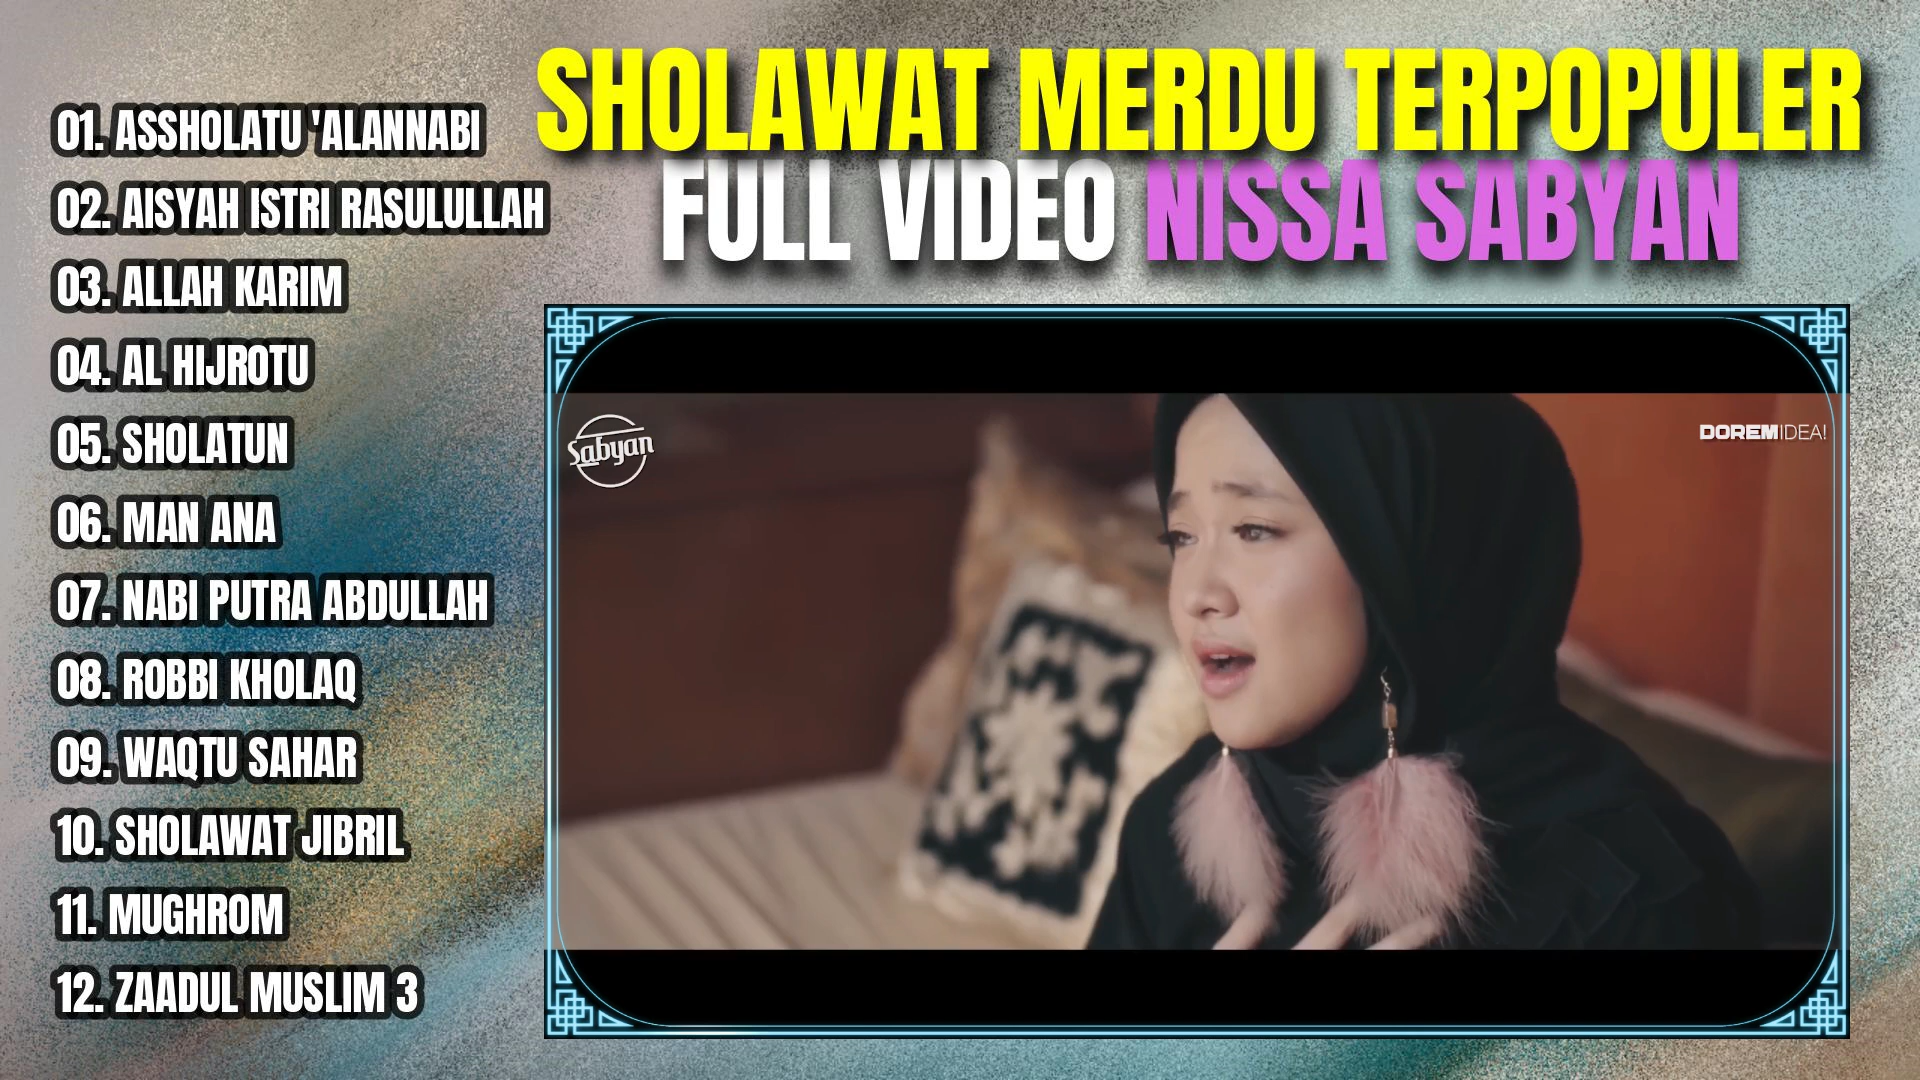 SHOLAWAT MERDU TERPOPULER
FULL VIDEO NISSA SABYAN
01. ASSHOLATU 'ALANNABI
02. AISYAH ISTRI RASULULLAH
03. ALLAH KARIM
04. AL HIJROTU
05. SHOLATUN
06. MAN ANA
07. NABI PUTRA ABDULLAH
08. ROBBI KHOLAQ
09. WAQTU SAHAR
10. SHOLAWAT JIBRIL
11. MUGHROM
12. ZAADUL MUSLIM 3
Sabyan
DOREMIDEA!